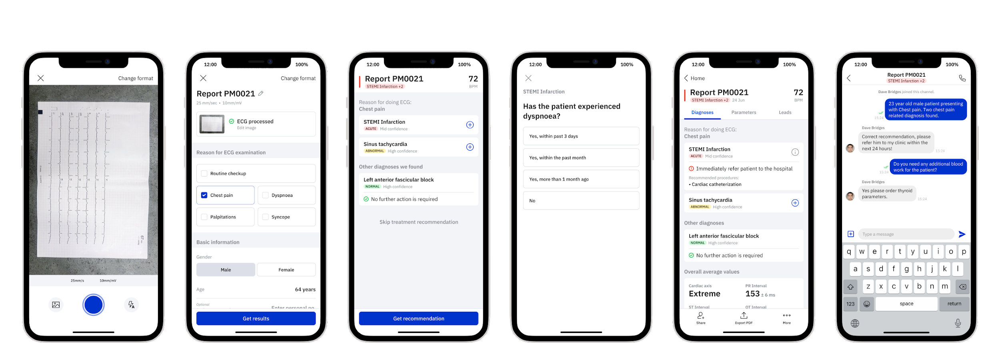 Change format
25mm/s 10mm/mV
12:00 100%
Change format
Report PM0021
25 mm/sec • 10mm/mV
ECG processed
Edit image
Reason for ECG examination
Routine checkup
Chest pain
Dyspnoea
Palpitations
Syncope
Basic information
Gender
Male
Female
Age
64 years
Optional
Enter personal no.
Get results
12:00 100%
Report PM0021
72
STEMI Infarction +2
BPM
Reason for doing ECG:
Chest pain
STEMI Infarction
ACUTE Mid confidence
Sinus tachycardia
ABNORMAL High confidence
Other diagnoses we found
Left anterior fascicular block
NORMAL High confidence
No further action is required
Skip treatment recommendation
Get recommendation
12:00 100%
STEMI Infarction
Has the patient experienced
dyspnoea?
Yes, within past 3 days
Yes, within the past month
Yes, more than 1 month ago
No
12:00 100%
Home
Report PM0021
72
STEMI Infarction +2 24 Jun
BPM
Diagnoses Parameters Leads
Reason for doing ECG:
Chest pain
STEMI Infarction
ACUTE Mid confidence
Immediately refer patient to the hospital
Recommended procedures:
• Cardiac catheterization
Sinus tachycardia
ABNORMAL High confidence
Other diagnoses
Left anterior fascicular block
NORMAL High confidence
No further action is required
Overall average values
Cardiac axis
PR Interval
Extreme
153 ± 6 ms
ST Interval
QT Interval
Share
Export PDF
More
12:00 100%
Report PM0021
STEMI Infarction +2
Dave Bridges joined this channel.
23 year old male patient presenting
with Chest pain. Two chest pain
related diagnosis found.
15:24
Dave Bridges
Correct recommendation, please
refer him to my clinic within the
next 24 hours!
15:24
Do you need any additional blood
work for the patient?
15:24
Dave Bridges
Yes please order thyroid
parameters.
15:24
Type a message
q w e r t y u i o p
a s d f g h j k l
z x c v b n m
123
space
return